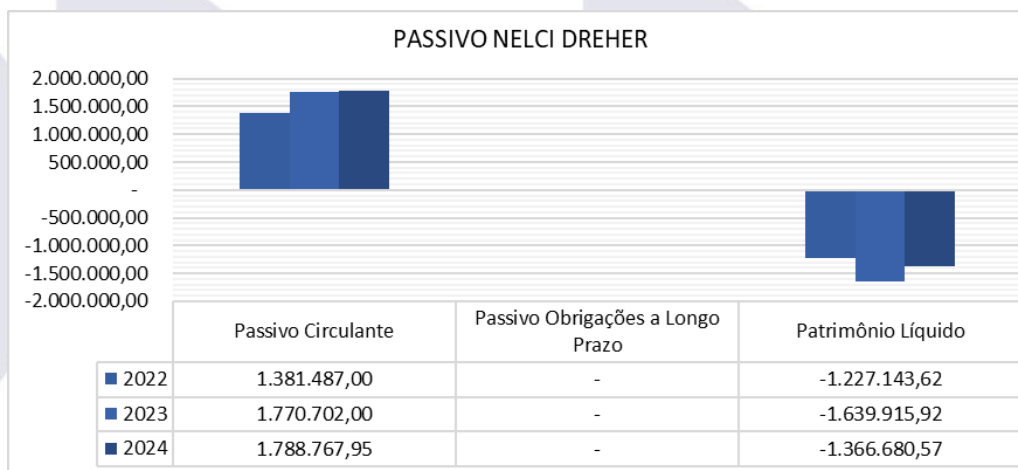 PASSIVO NELCI DREHER
2.000.000,00
1.500.000,00
1.000.000,00
500.000,00
-
-500.000,00
-1.000.000,00
-1.500.000,00
-2.000.000,00
Passivo Circulante
Passivo Obrigações a Longo
Prazo
Patrimônio Líquido
2022 1.381.487,00 - -1.227.143,62
2023 1.770.702,00 - -1.639.915,92
2024 1.788.767,95 - -1.366.680,57